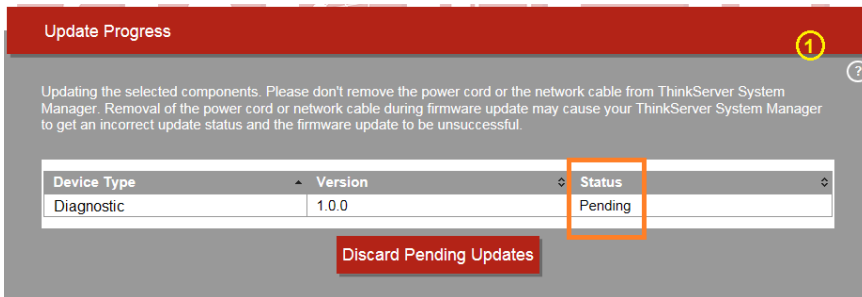 Update Progress
1
?
Updating the selected components. Please don't remove the power cord or the network cable from ThinkServer System
Manager. Removal of the power cord or network cable during firmware update may cause your ThinkServer System Manager
to get an incorrect update status and the firmware update to be unsuccessful.
Device Type Version Status
Diagnostic 1.0.0 Pending
Discard Pending Updates